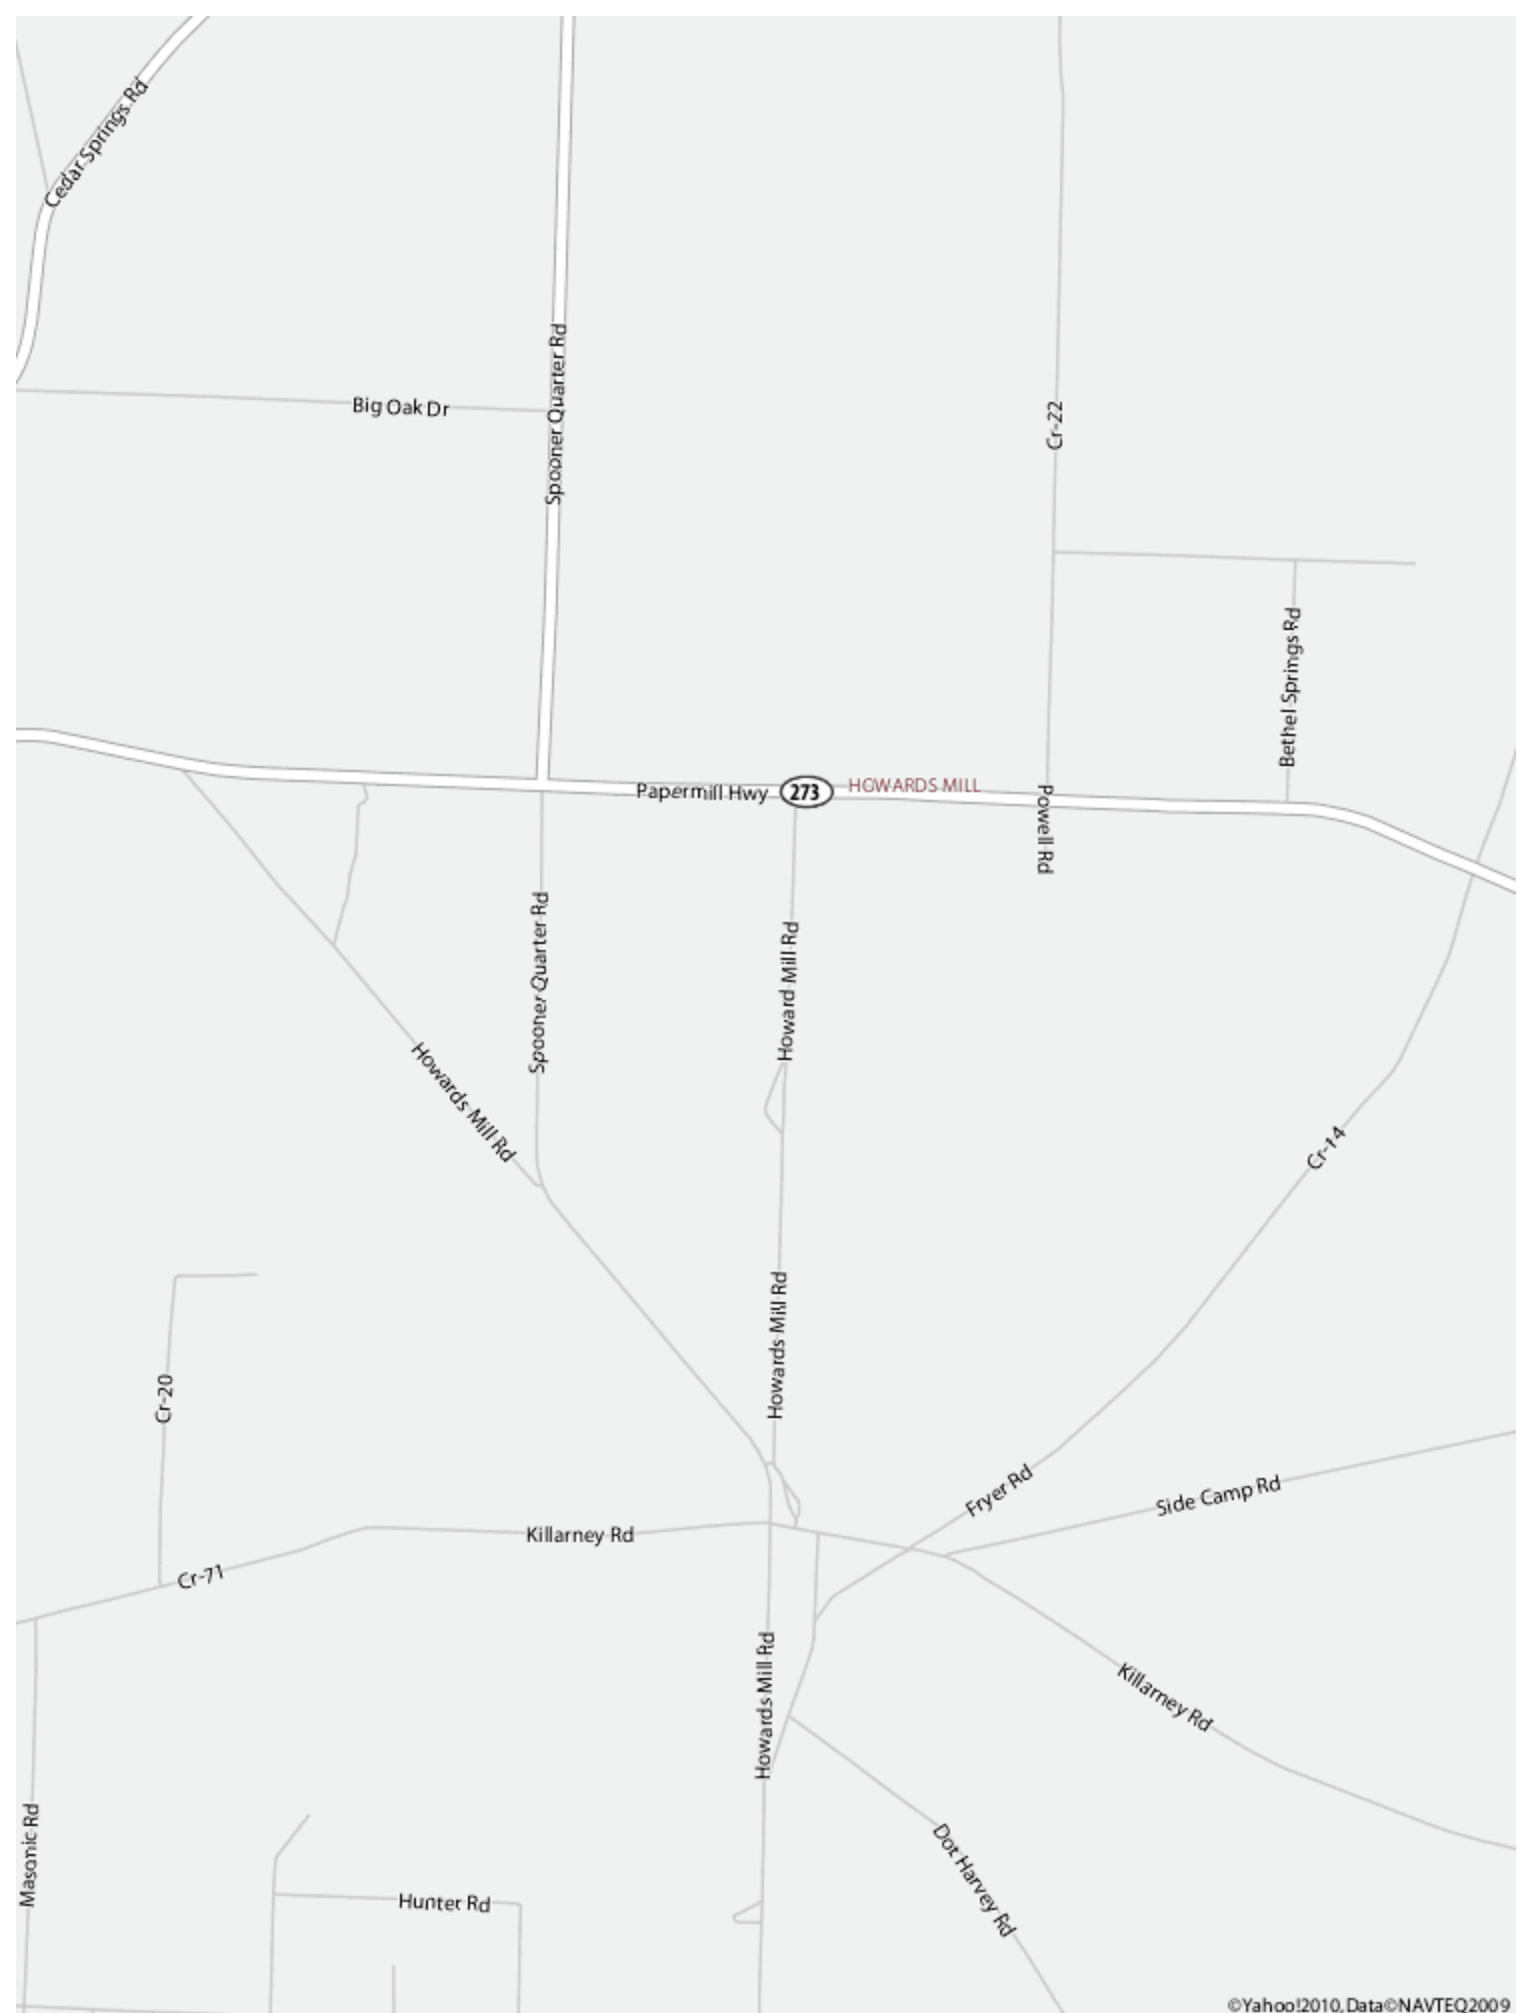 Cedar Springs Rd
Spooner Quarter Rd
Big Oak Dr
Cr-22
Bethel Springs Rd
Papermill Hwy
273
HOWARDS MILL
Powell Rd
Spooner Quarter Rd
Howard Mill Rd
Howards Mill Rd
Cr-14
Howards Mill Rd
Cr-20
Fryer Rd
Side Camp Rd
Killarney Rd
Cr-71
Howards Mill Rd
Killarney Rd
Masonic Rd
Dot Harvey Rd
Hunter Rd
©Yahoo!2010, Data©NAVTEQ2009